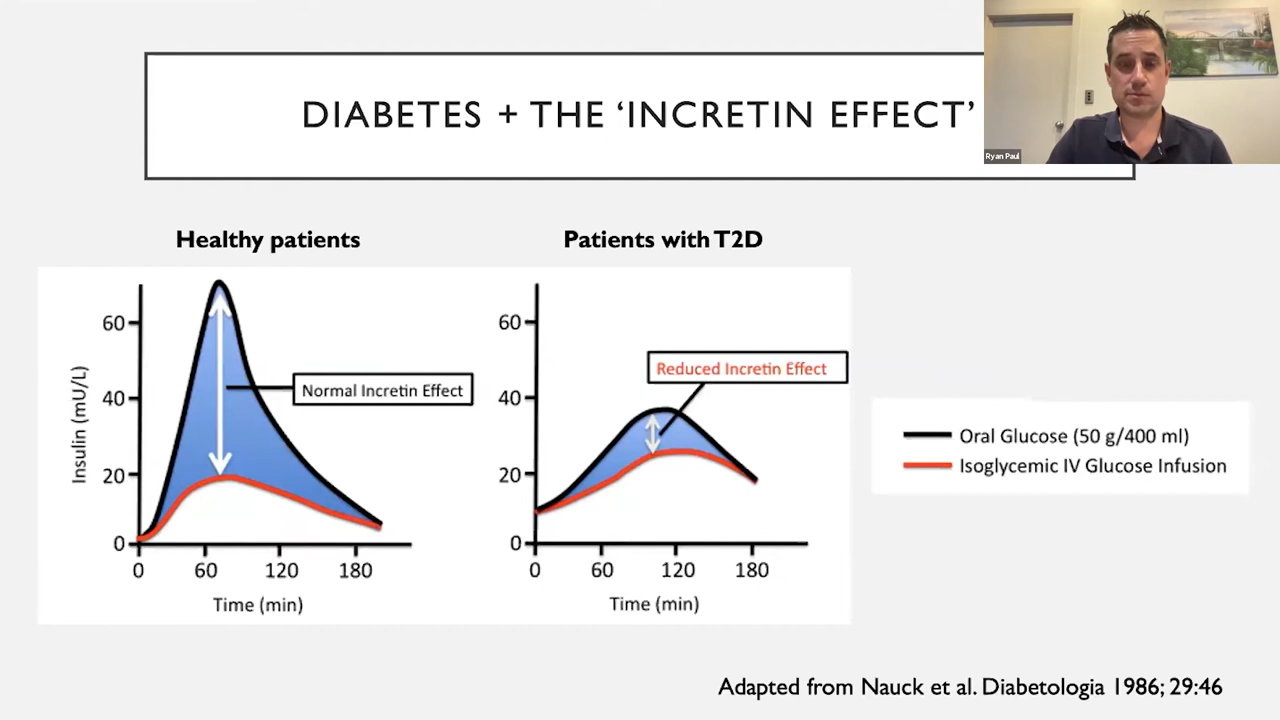 DIABETES + THE ‘INCRETIN EFFECT’
Ryan Paul
Healthy patients
Patients with T2D
Insulin (mU/L)
60
40
20
0
0 60 120 180
Time (min)
Normal Incretin Effect
60
40
20
0
0 60 120 180
Time (min)
Reduced Incretin Effect
Oral Glucose (50 g/400 ml)
Isoglycemic IV Glucose Infusion
Adapted from Nauck et al. Diabetologia 1986; 29:46